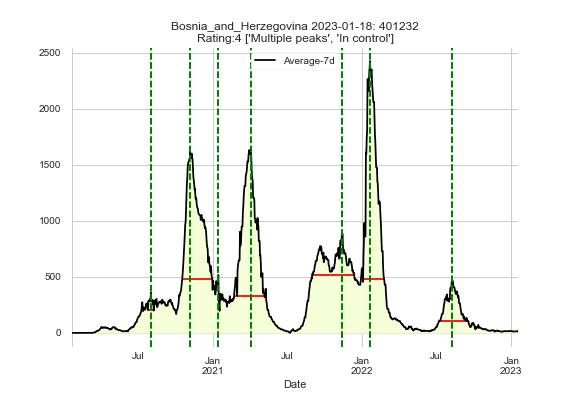 Bosnia_and_Herzegovina 2023-01-18: 401232
Rating:4 ['Multiple peaks', 'In control']
Average-7d
2500
2000
1500
1000
500
0
Jul
Jan
2021
Jul
Jan
2022
Jul
Jan
2023
Date